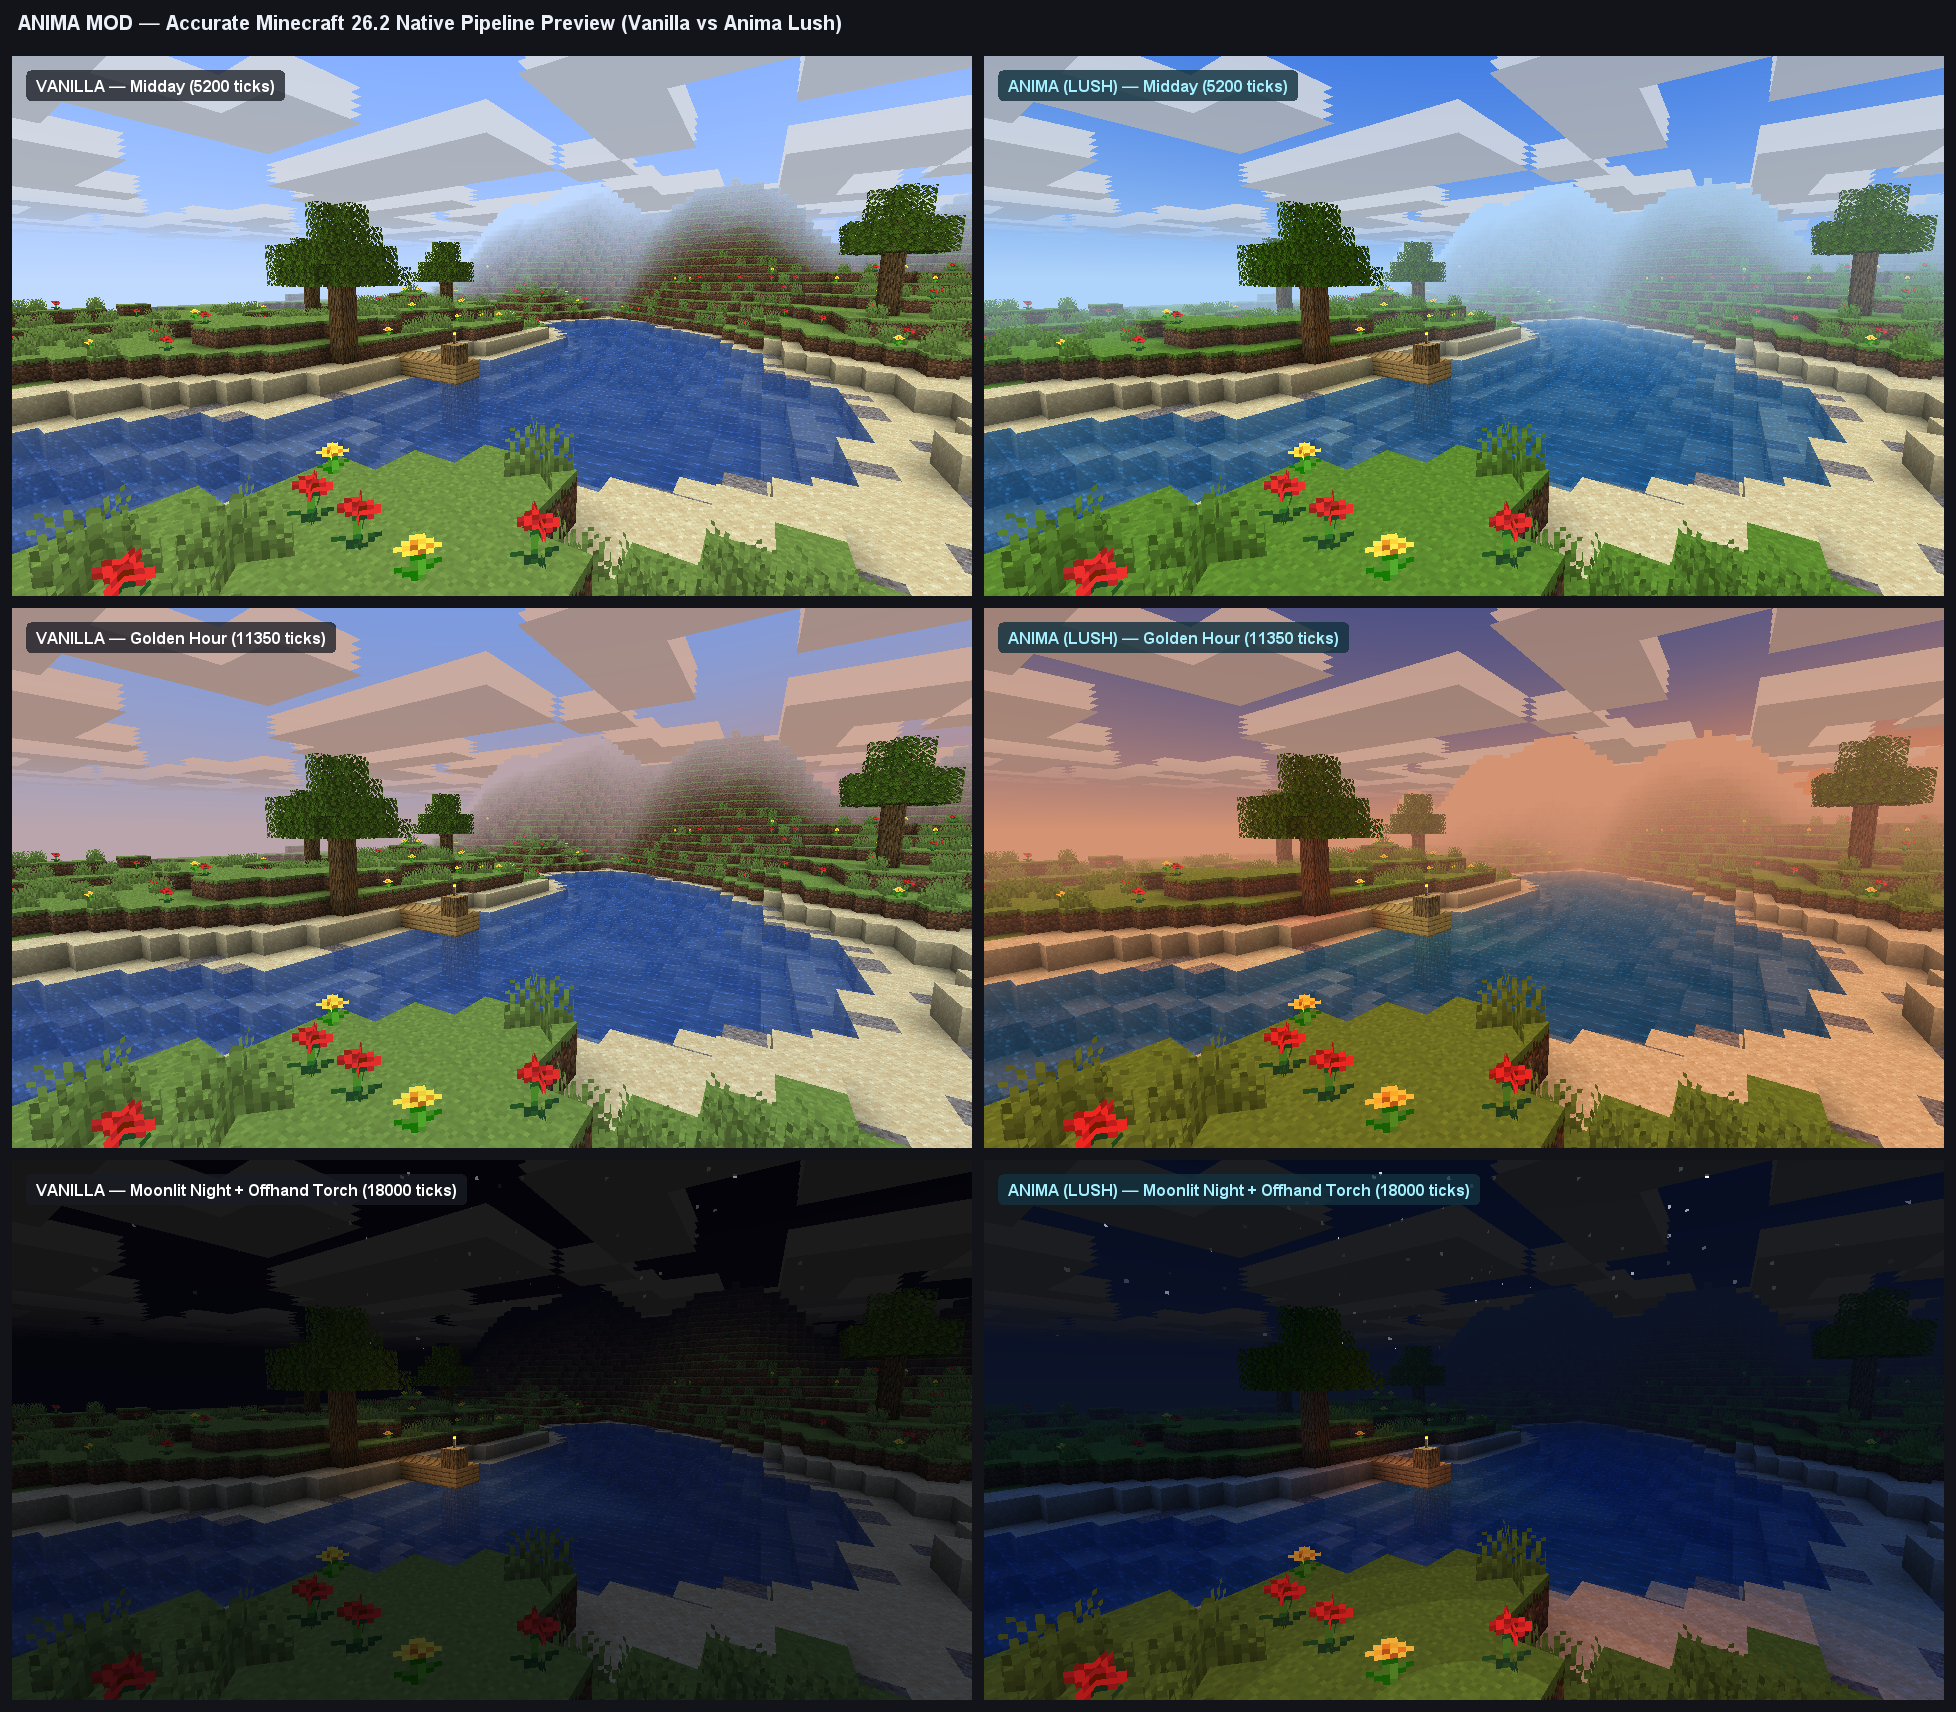 ANIMA MOD — Accurate Minecraft 26.2 Native Pipeline Preview (Vanilla vs Anima Lush)
VANILLA — Midday (5200 ticks)
ANIMA (LUSH) — Midday (5200 ticks)
VANILLA — Golden Hour (11350 ticks)
ANIMA (LUSH) — Golden Hour (11350 ticks)
VANILLA — Moonlit Night + Offhand Torch (18000 ticks)
ANIMA (LUSH) — Moonlit Night + Offhand Torch (18000 ticks)